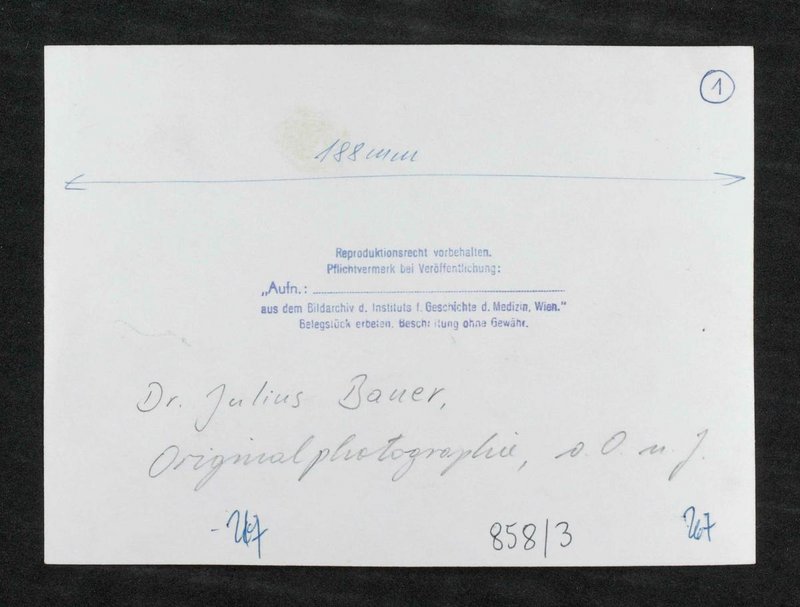 1
188 mm
Reproduktionsrecht vorbehalten.
Pflichtvermerk bei Veröffentlichung:
„Aufn.:
aus dem Bildarchiv d. Instituts f. Geschichte d. Medizin, Wien."
Belegstück erbeten. Beschriftung ohne Gewähr.
Dr. Julius Bauer,
Originalphotographie, o. O. u. J.
858/3
267